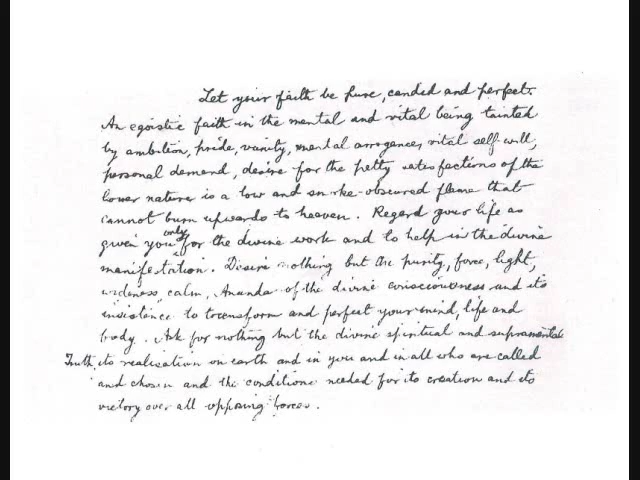 Let your faith be pure, candid and perfect.
An egoistic faith in the mental and vital being tainted
by ambition, pride, vanity, mental arrogance, vital self-will,
personal demand, desire for the petty satisfactions of the
lower nature is a low and smoke-obscured flame that
cannot burn upwards to heaven. Regard your life as
given you only for the divine work and to help in the divine
manifestation. Desire nothing but the purity, force, light,
wideness, calm, Ananda of the divine consciousness and its
insistence to transform and perfect your mind, life and
body. Ask for nothing but the divine spiritual and supramental
Truth, its realisation on earth and in you and in all who are called
and chosen and the conditions needed for its creation and its
victory over all opposing forces.